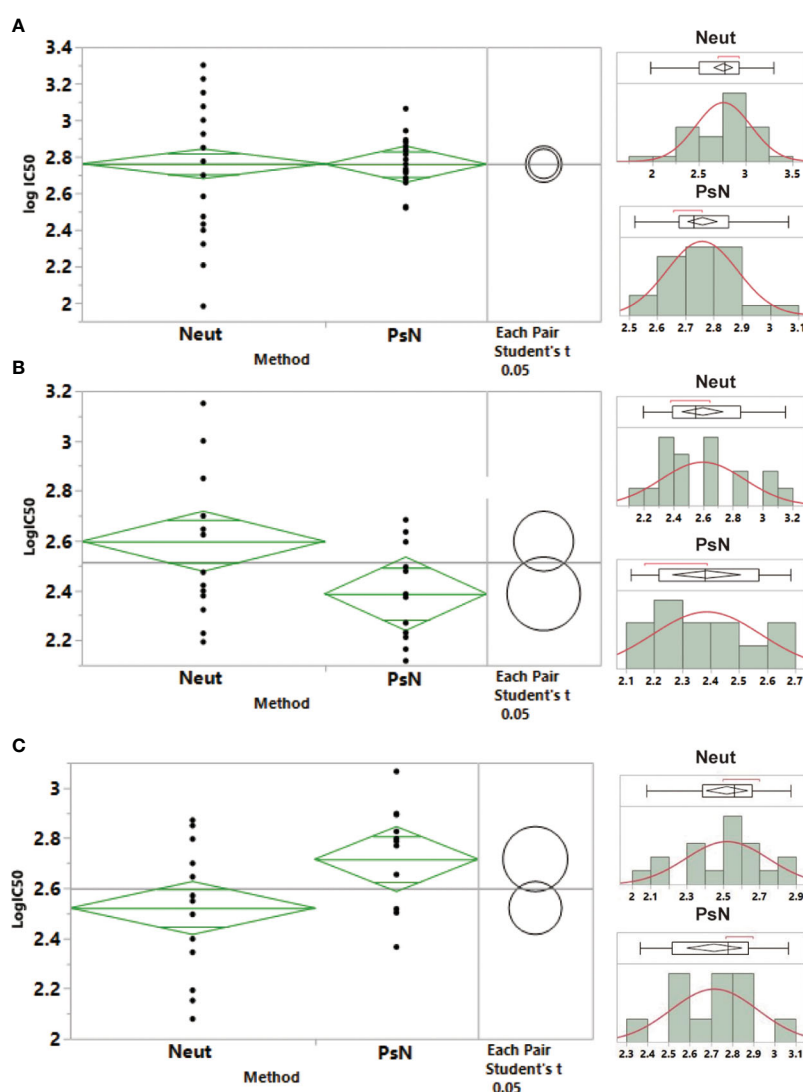 A
log IC50
3.4
3.2
3
2.8
2.6
2.4
2.2
2
Neut
PsN
Method
Each Pair
Student's t
0.05
Neut
2 2.5 3 3.5
PsN
2.5 2.6 2.7 2.8 2.9 3 3.1
B
LogIC50
3.2
3
2.8
2.6
2.4
2.2
Neut
PsN
Method
Each Pair
Student's t
0.05
Neut
2.2 2.4 2.6 2.8 3 3.2
PsN
2.1 2.2 2.3 2.4 2.5 2.6 2.7
C
LogIC50
3
2.8
2.6
2.4
2.2
2
Neut
PsN
Method
Each Pair
Student's t
0.05
Neut
2 2.1 2.3 2.5 2.7 2.9
PsN
2.3 2.4 2.5 2.6 2.7 2.8 2.9 3 3.1